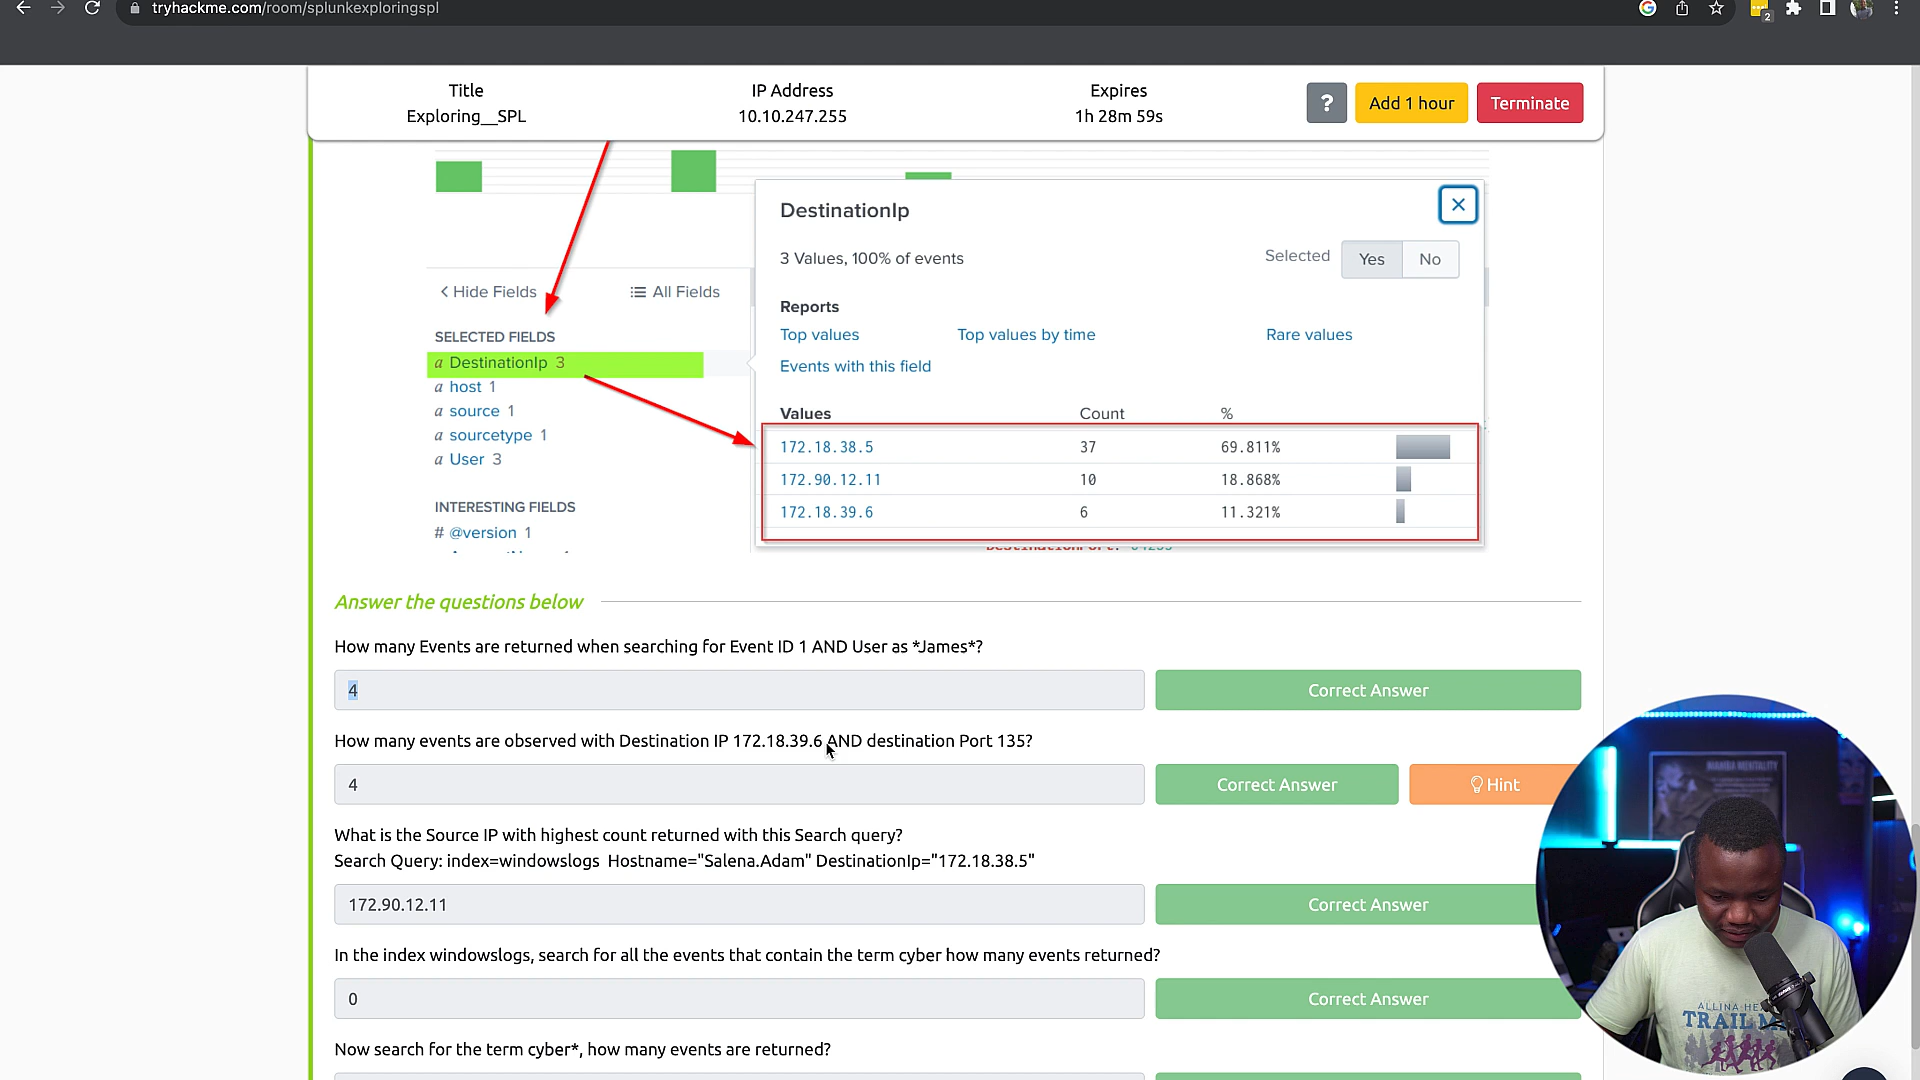 tryhackme.com/room/splunkexploringspl
2
Title
Exploring__SPL
IP Address
10.10.247.255
Expires
1h 28m 59s
?
Add 1 hour
Terminate
DestinationIp
3 Values, 100% of events
Selected
Yes
No
Hide Fields
All Fields
Reports
Top values
Top values by time
Rare values
Events with this field
SELECTED FIELDS
a DestinationIp 3
a host 1
a source 1
a sourcetype 1
a User 3
INTERESTING FIELDS
# @version 1
Values Count %
172.18.38.5 37 69.811%
172.90.12.11 10 18.868%
172.18.39.6 6 11.321%
Answer the questions below
How many Events are returned when searching for Event ID 1 AND User as *James*?
4
Correct Answer
How many events are observed with Destination IP 172.18.39.6 AND destination Port 135?
4
Correct Answer
Hint
What is the Source IP with highest count returned with this Search query?
Search Query: index=windowslogs Hostname="Salena.Adam" DestinationIp="172.18.38.5"
172.90.12.11
Correct Answer
In the index windowslogs, search for all the events that contain the term cyber how many events returned?
0
Correct Answer
Now search for the term cyber*, how many events are returned?
ALLINA HE
TRAIL M